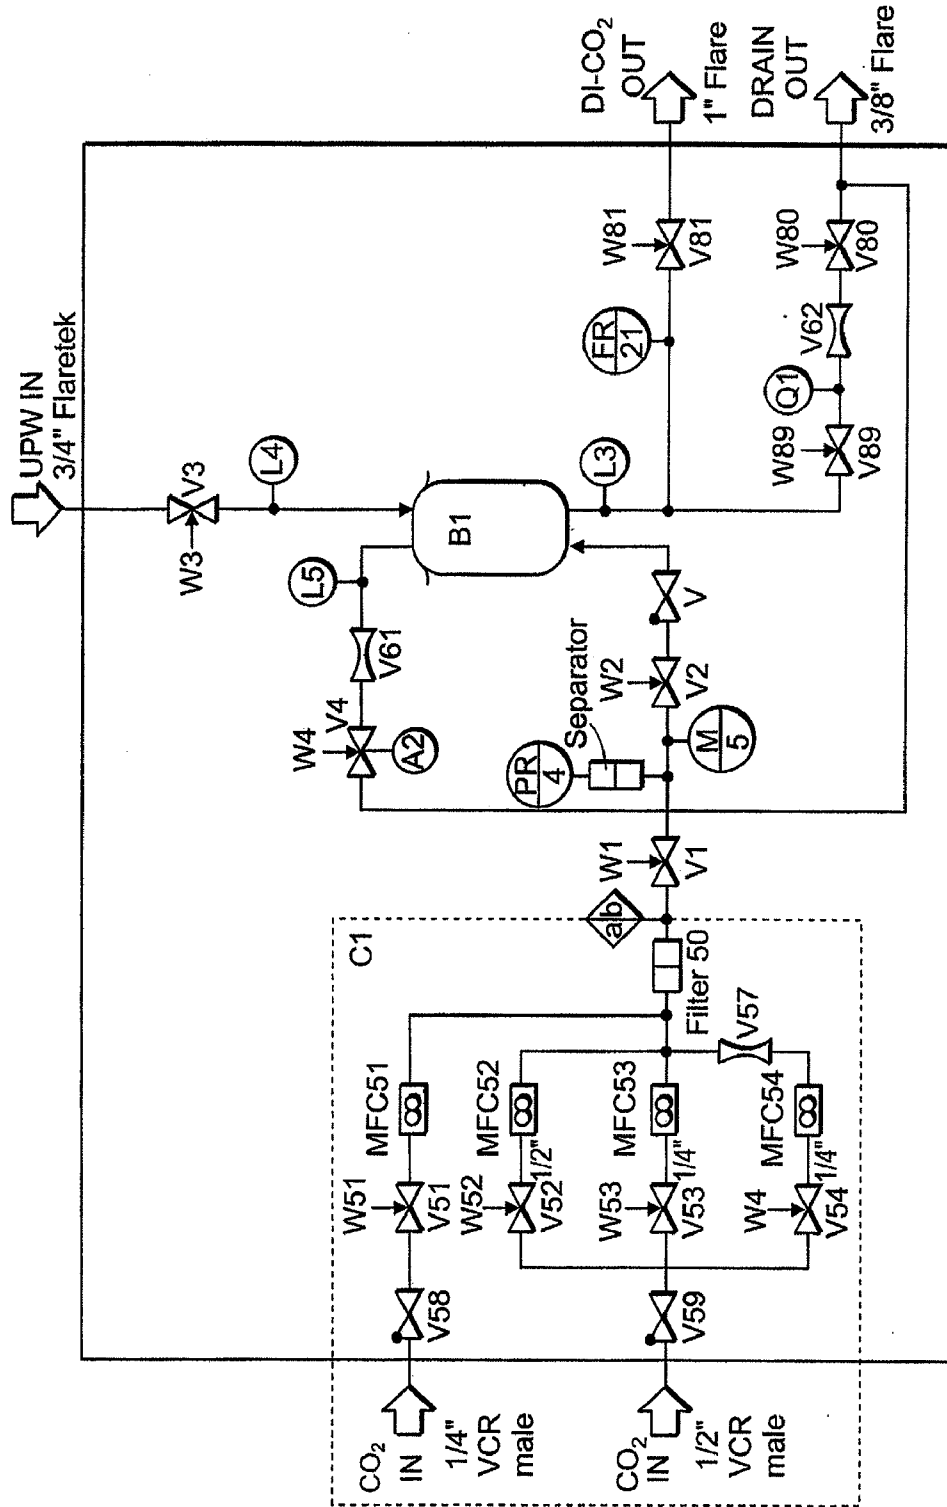 UPW IN
3/4" Flaretek
W3
V3
L4
L5
V61
W4
V4
A2
B1
L3
FR
21
W81
V81
DI-CO2
OUT
1" Flare
DRAIN
OUT
3/8" Flare
W80
V80
V62
Q1
W89
V89
V
W2
V2
Separator
PR
4
M
5
W1
V1
a b
C1
Filter 50
V57
MFC51
W51
V51
V58
MFC52
1/2"
W52
V52
MFC53
1/4"
W53
V53
V59
MFC54
1/4"
W4
V54
CO2
IN
1/4"
VCR
male
CO2
IN
1/2"
VCR
male